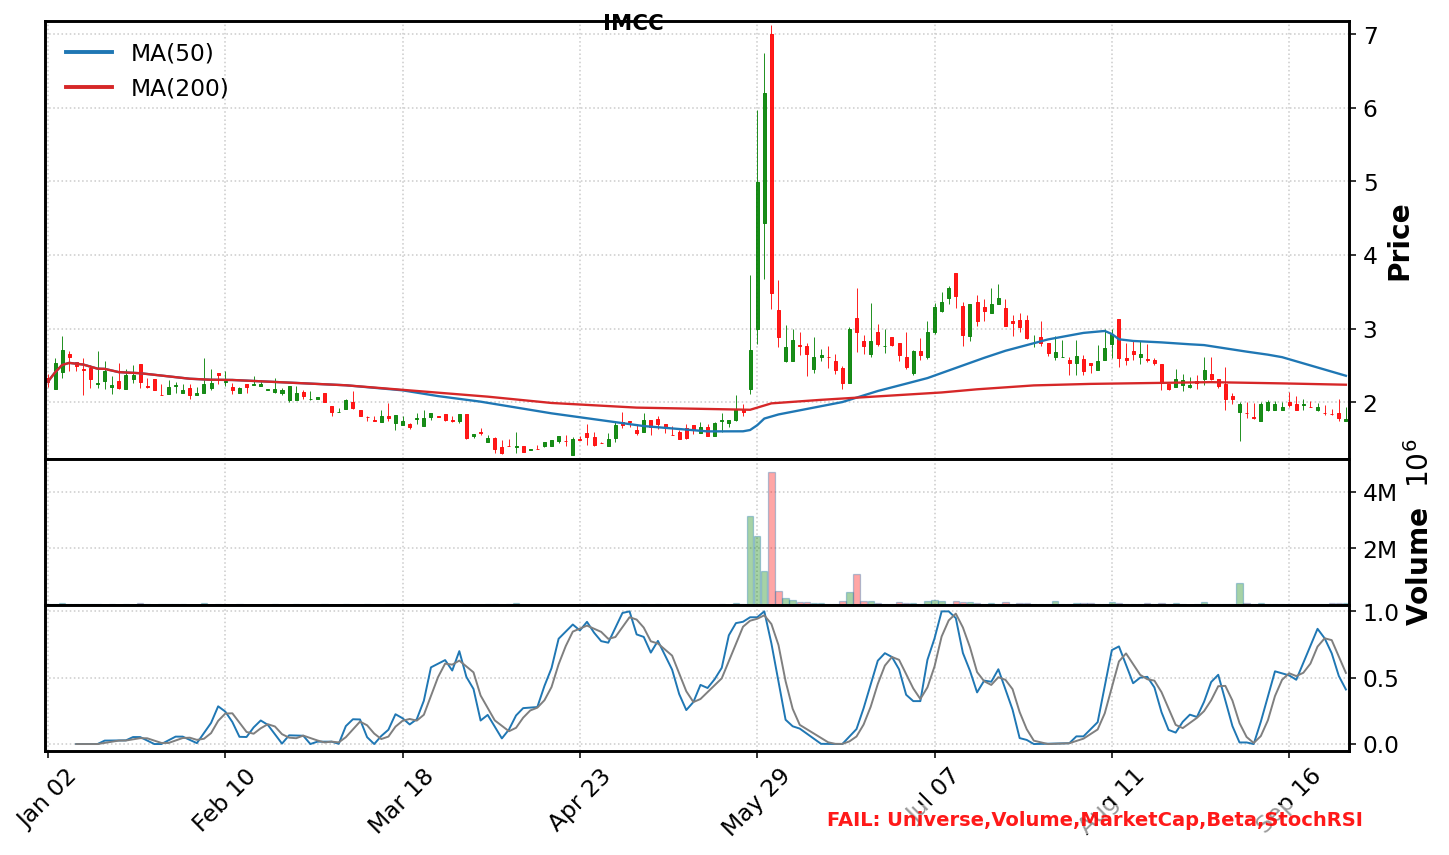 IMCC
MA(50)
MA(200)
7
6
5
4
3
2
Price
4M
2M
Volume 10^6
1.0
0.5
0.0
Jan 02
Feb 10
Mar 18
Apr 23
May 29
Jul 07
Aug 11
Sep 16
FAIL: Universe,Volume,MarketCap,Beta,StochRSI